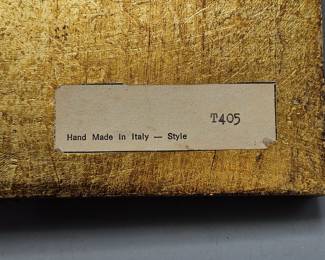 T405
Hand Made in Italy — Style